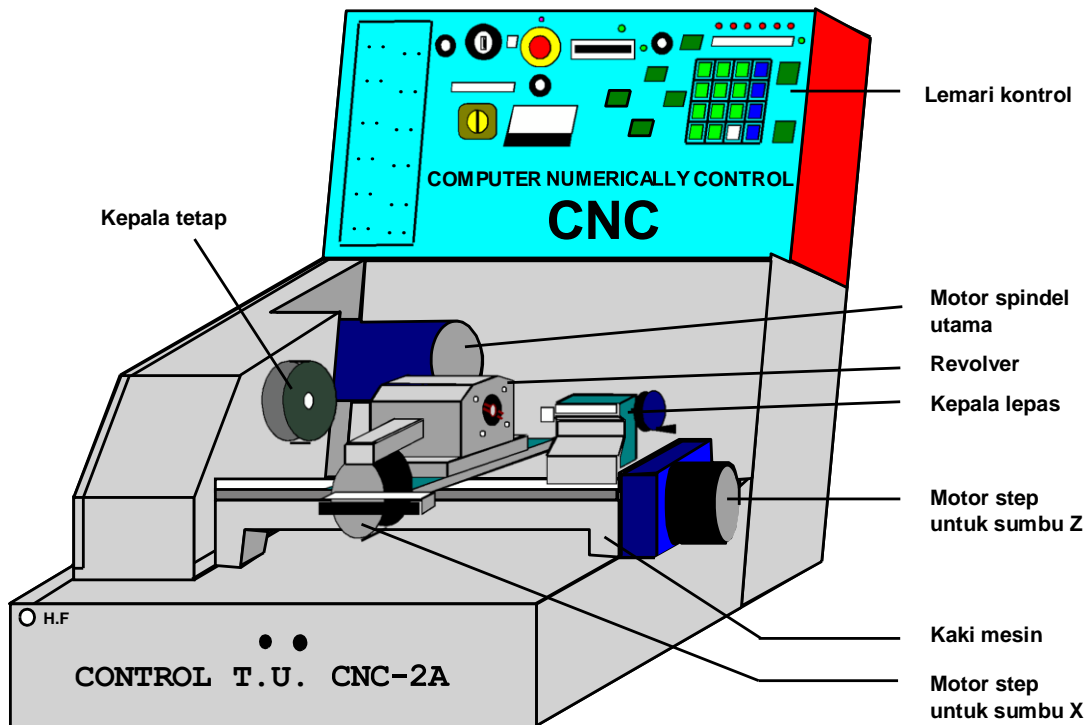 Lemari kontrol
COMPUTER NUMERICALLY CONTROL
CNC
Kepala tetap
Motor spindel
utama
Revolver
Kepala lepas
Motor step
untuk sumbu Z
H.F
Kaki mesin
CONTROL T.U. CNC-2A
Motor step
untuk sumbu X